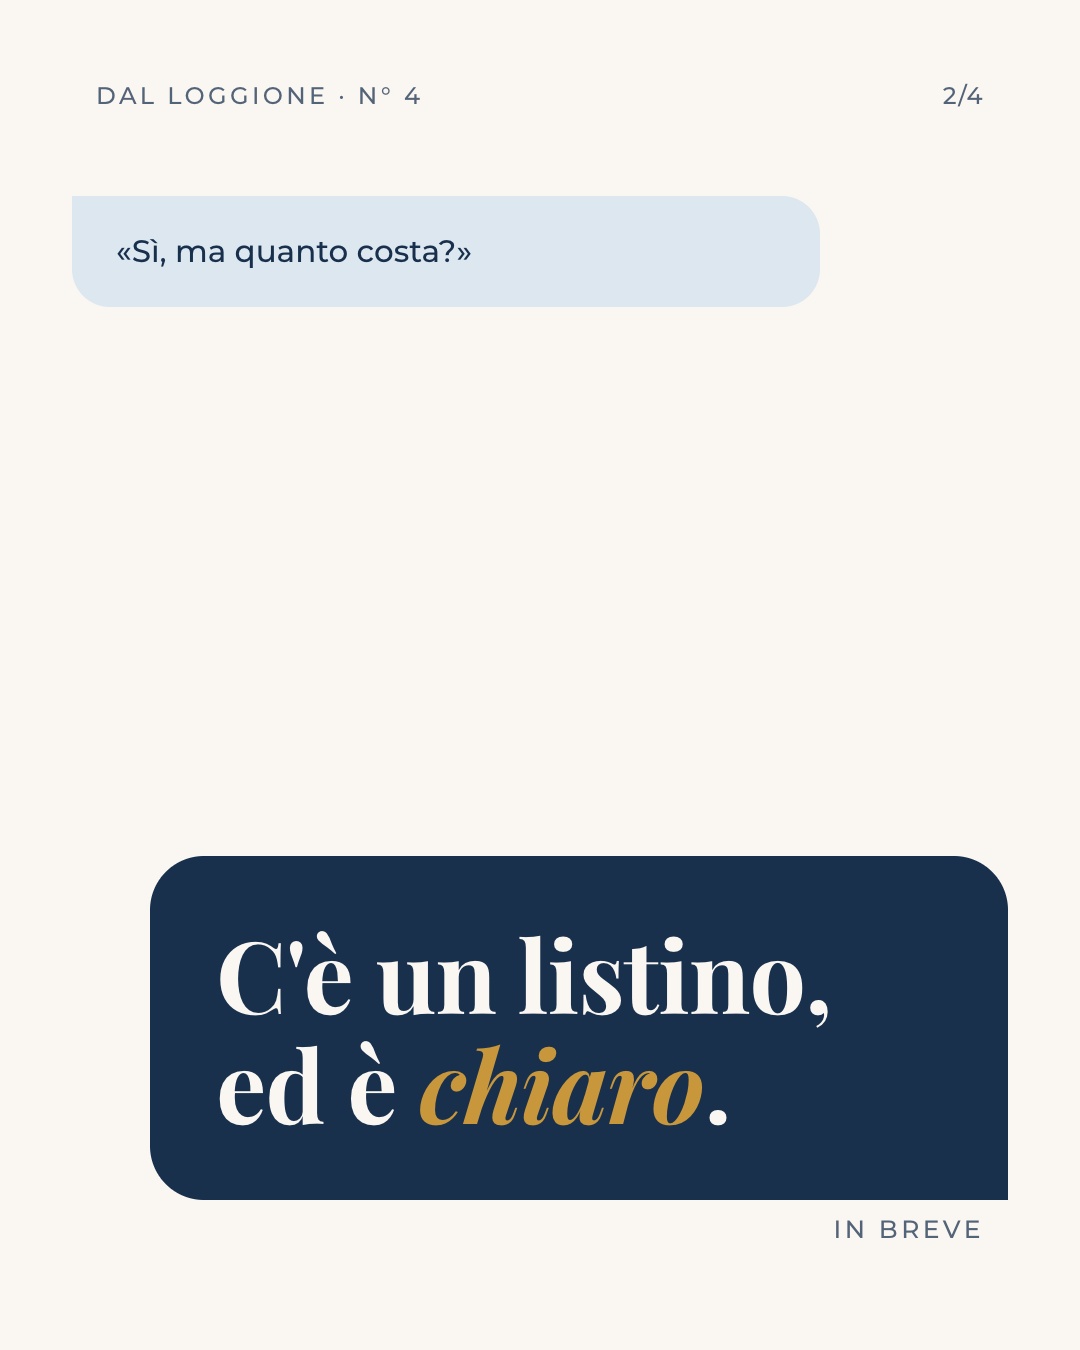 DAL LOGGIONE · N° 4
2/4
«Sì, ma quanto costa?»
C'è un listino,
ed è chiaro.
IN BREVE